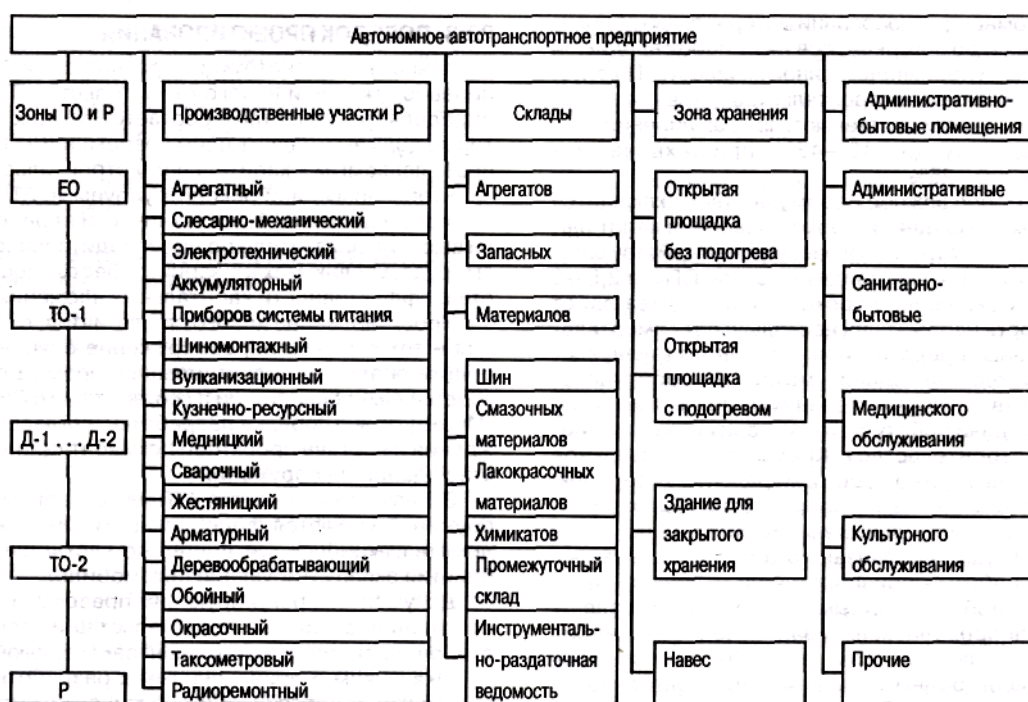 Автономное автотранспортное предприятие
Зоны ТО и Р
ЕО
ТО-1
Д-1 . . . Д-2
ТО-2
Р
Производственные участки Р
Агрегатный
Слесарно-механический
Электротехнический
Аккумуляторный
Приборов системы питания
Шиномонтажный
Вулканизационный
Кузнечно-ресурсный
Медницкий
Сварочный
Жестяницкий
Арматурный
Деревообрабатывающий
Обойный
Окрасочный
Таксометровый
Радиоремонтный
Склады
Агрегатов
Запасных
Материалов
Шин
Смазочных
материалов
Лакокрасочных
материалов
Химикатов
Промежуточный
склад
Инструменталь-
но-раздаточная
ведомость
Зона хранения
Открытая
площадка
без подогрева
Открытая
площадка
с подогревом
Здание для
закрытого
хранения
Навес
Административно-
бытовые помещения
Административные
Санитарно-
бытовые
Медицинского
обслуживания
Культурного
обслуживания
Прочие